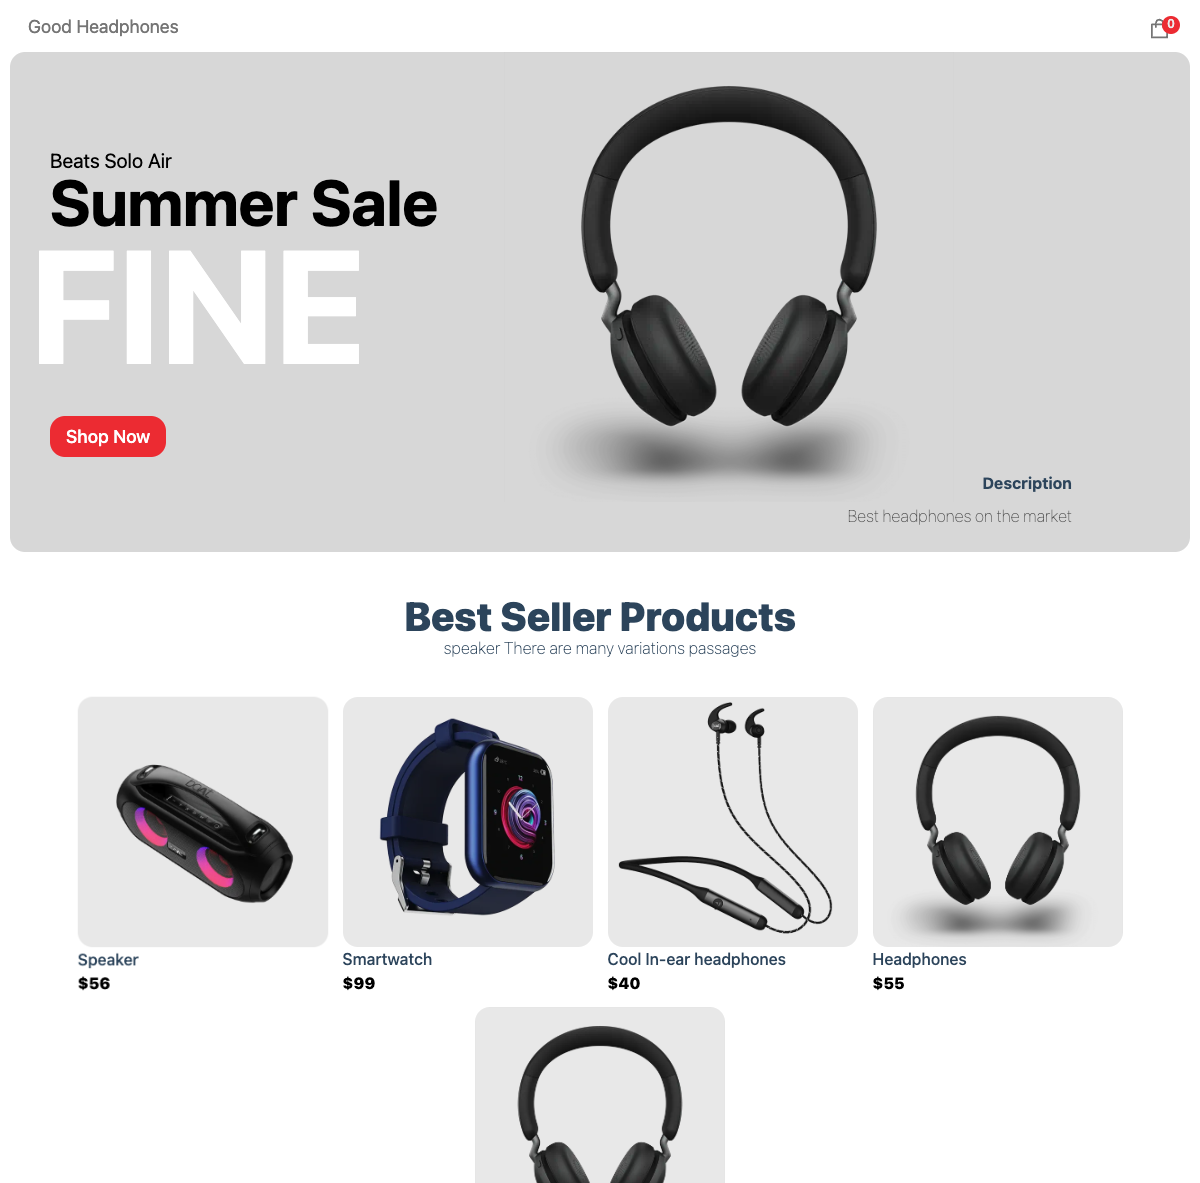 Good Headphones
0
Beats Solo Air
Summer Sale
FINE
Shop Now
Description
Best headphones on the market
Best Seller Products
speaker There are many variations passages
Speaker
$56
Smartwatch
$99
Cool In-ear headphones
$40
Headphones
$55